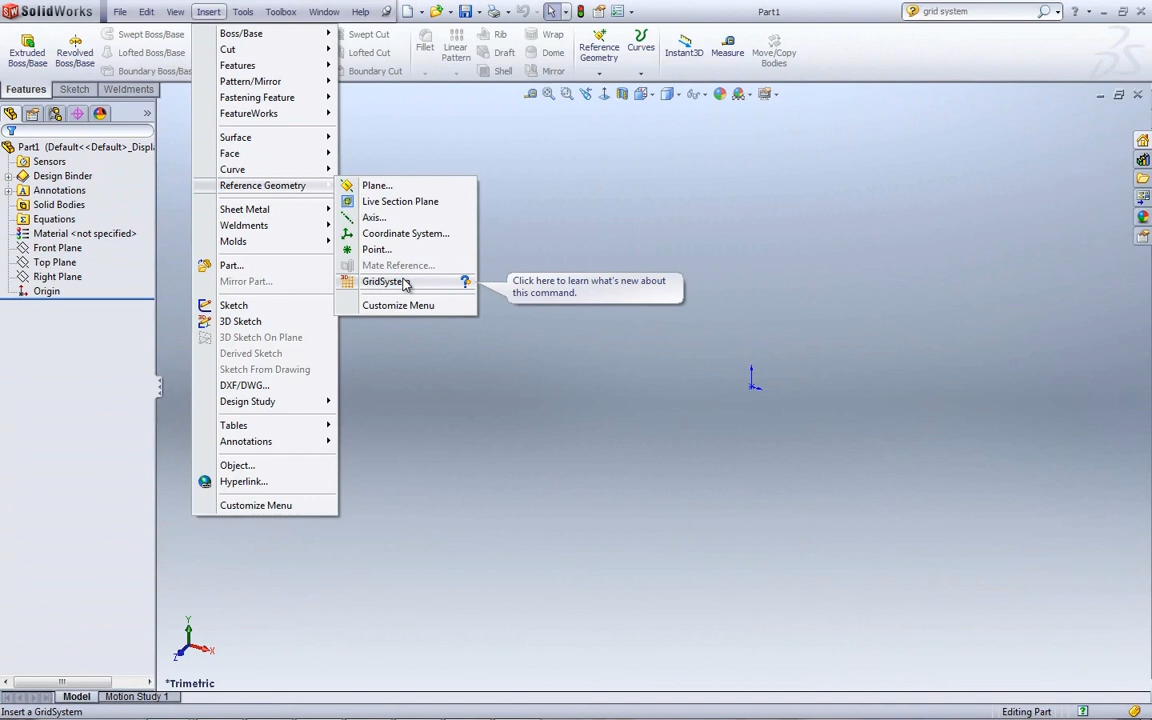 SolidWorks
File Edit View Insert Tools Toolbox Window Help
Part1
grid system
Extruded Boss/Base
Revolved Boss/Base
Swept Boss/Base
Lofted Boss/Base
Boundary Boss/Base
Swept Cut
Lofted Cut
Boundary Cut
Fillet
Linear Pattern
Rib
Draft
Shell
Wrap
Dome
Mirror
Reference Geometry
Curves
Instant3D
Measure
Move/Copy Bodies
Features Sketch Weldments
Part1 (Default<<Default>_Displa
Sensors
Design Binder
Annotations
Solid Bodies
Equations
Material <not specified>
Front Plane
Top Plane
Right Plane
Origin
Boss/Base
Cut
Features
Pattern/Mirror
Fastening Feature
FeatureWorks
Surface
Face
Curve
Reference Geometry
Sheet Metal
Weldments
Molds
Part...
Mirror Part...
Sketch
3D Sketch
3D Sketch On Plane
Derived Sketch
Sketch From Drawing
DXF/DWG...
Design Study
Tables
Annotations
Object...
Hyperlink...
Customize Menu
Plane...
Live Section Plane
Axis...
Coordinate System...
Point...
Mate Reference...
GridSystem
Customize Menu
Click here to learn what's new about
this command.
Y
X
Z
*Trimetric
Model Motion Study 1
Insert a GridSystem
Editing Part